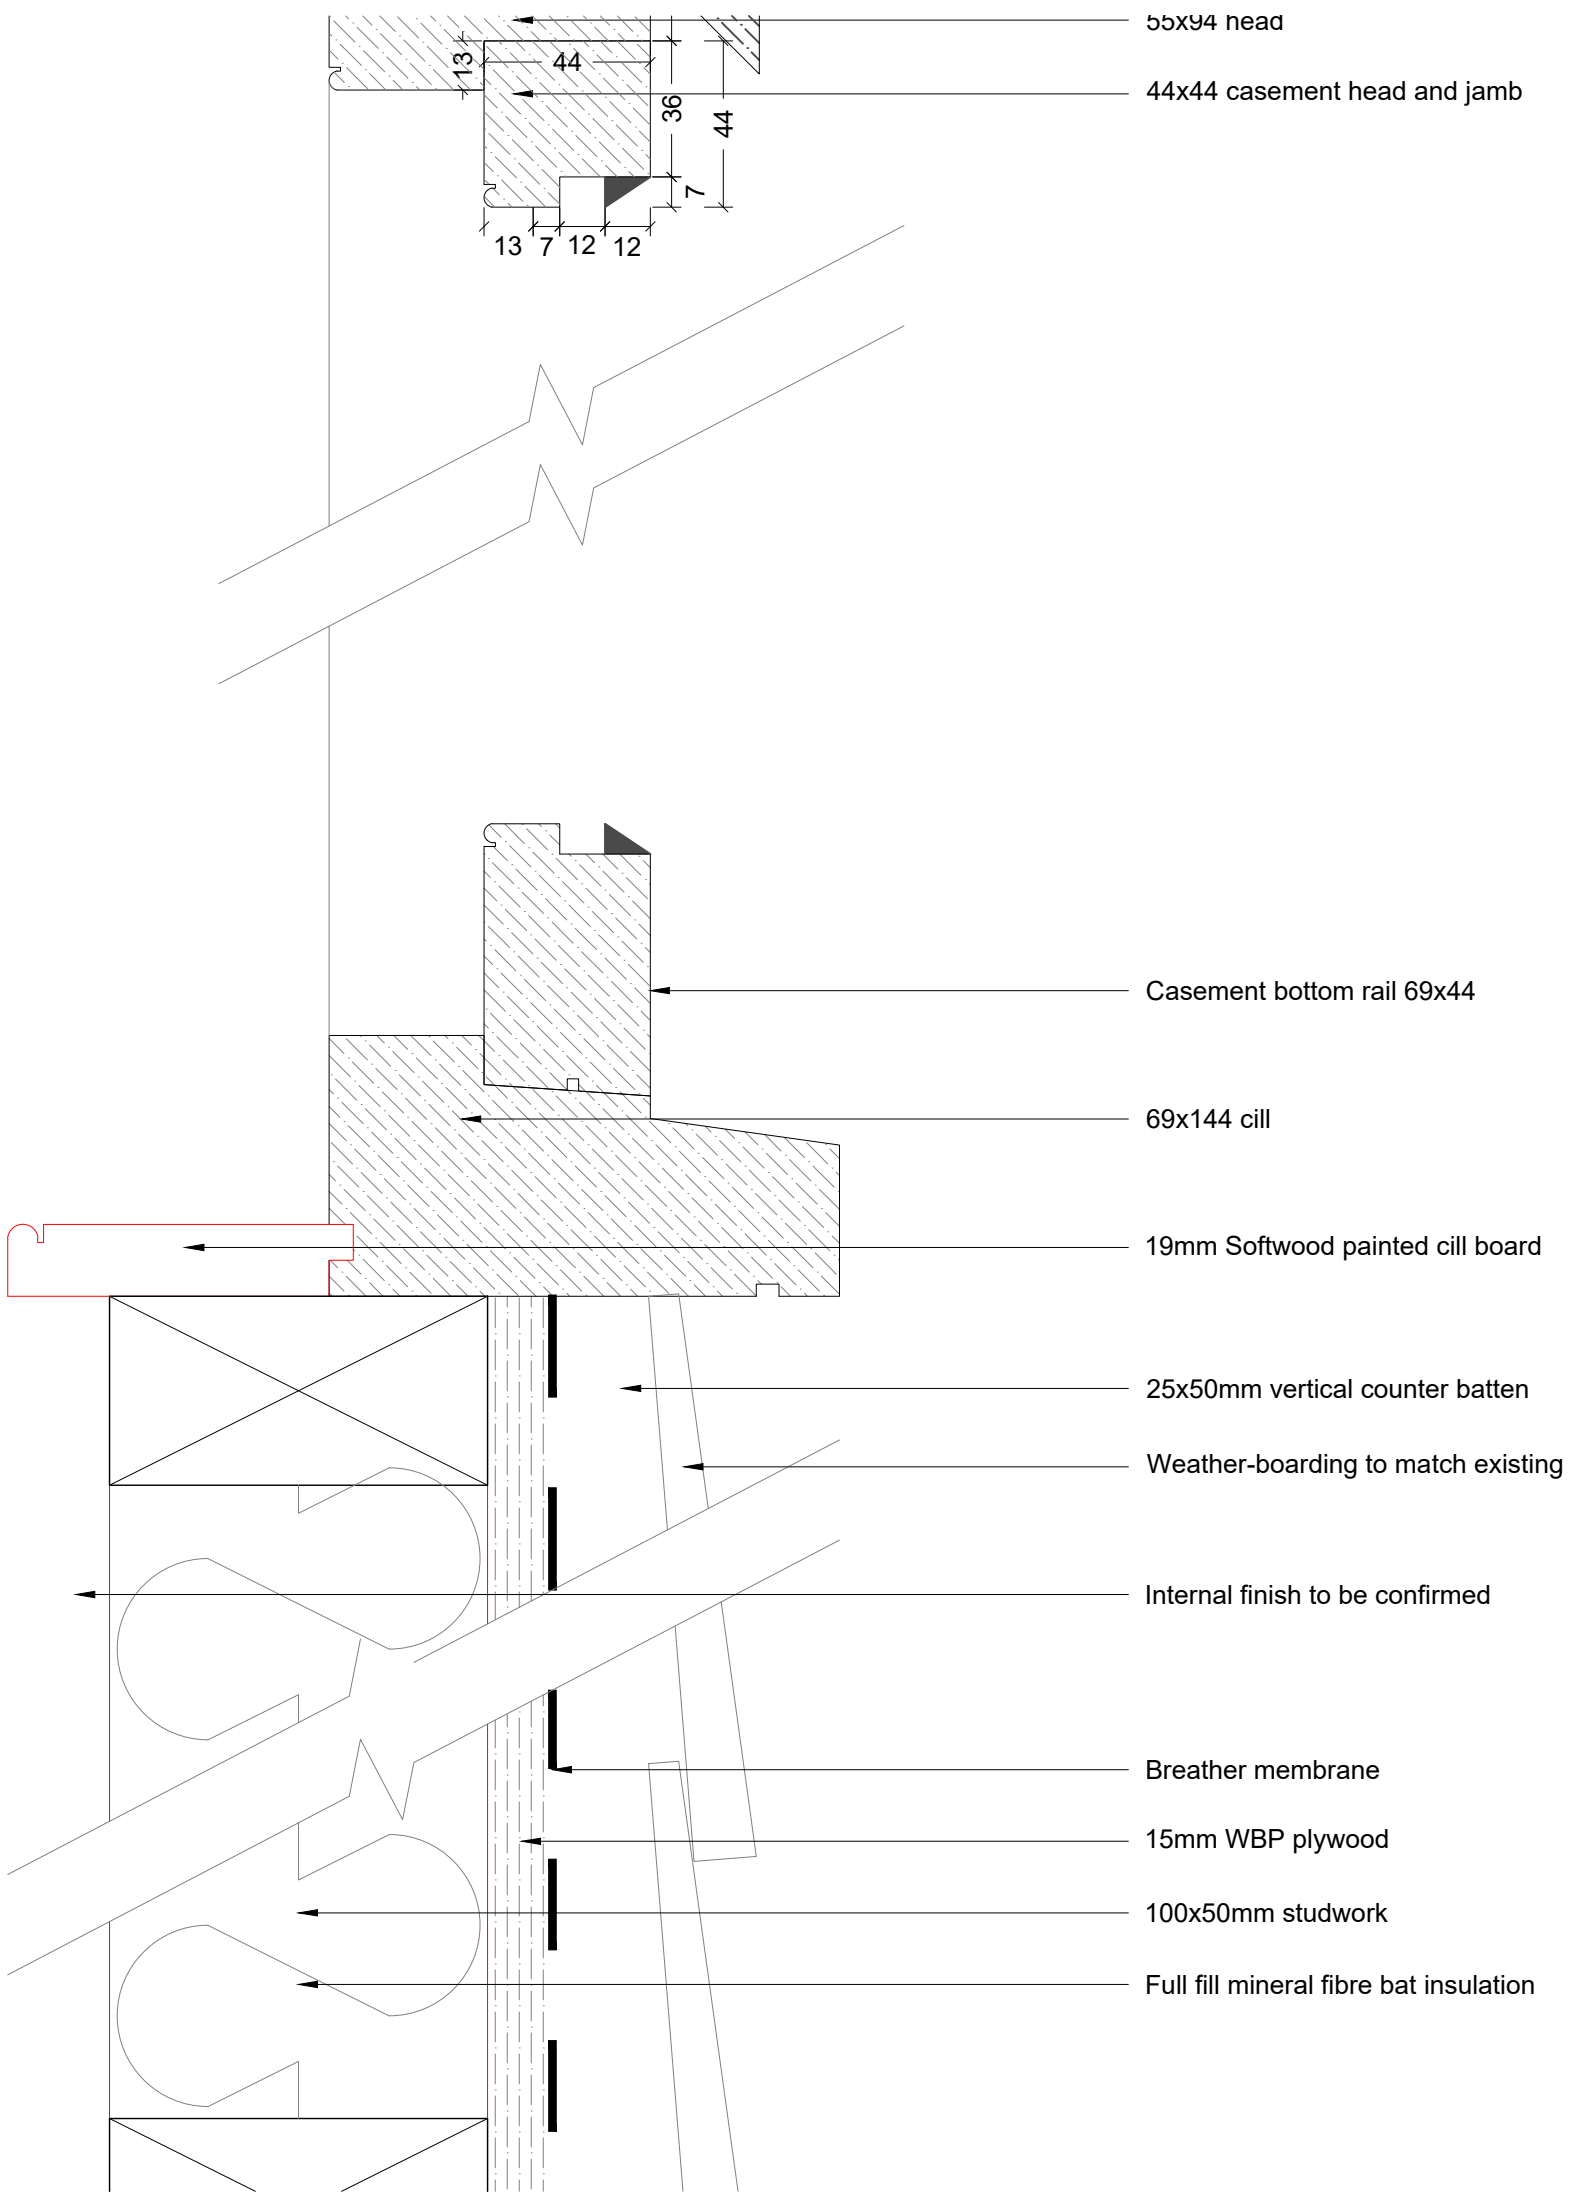 55x94 head
13
44
44x44 casement head and jamb
36
44
7
13
7
12
12
Casement bottom rail 69x44
69x144 cill
19mm Softwood painted cill board
25x50mm vertical counter batten
Weather-boarding to match existing
Internal finish to be confirmed
Breather membrane
15mm WBP plywood
100x50mm studwork
Full fill mineral fibre bat insulation